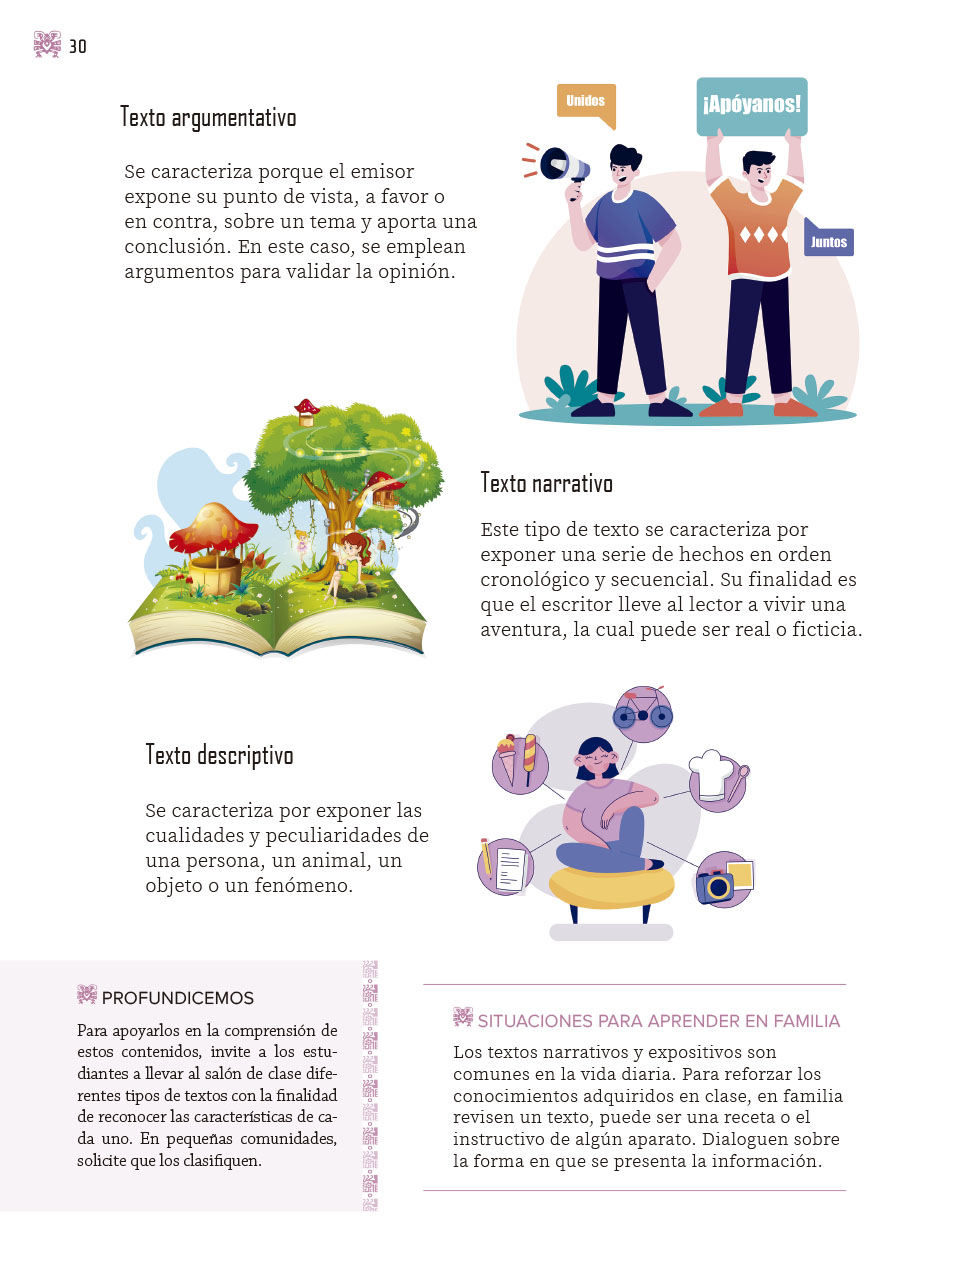 30
Texto argumentativo
Se caracteriza porque el emisor
expone su punto de vista, a favor o
en contra, sobre un tema y aporta una
conclusión. En este caso, se emplean
argumentos para validar la opinión.
Unidos
¡Apóyanos!
Juntos
Texto narrativo
Este tipo de texto se caracteriza por
exponer una serie de hechos en orden
cronológico y secuencial. Su finalidad es
que el escritor lleve al lector a vivir una
aventura, la cual puede ser real o ficticia.
Texto descriptivo
Se caracteriza por exponer las
cualidades y peculiaridades de
una persona, un animal, un
objeto o un fenómeno.
PROFUNDICEMOS
Para apoyarlos en la comprensión de
estos contenidos, invite a los estu-
diantes a llevar al salón de clase dife-
rentes tipos de textos con la finalidad
de reconocer las características de ca-
da uno. En pequeñas comunidades,
solicite que los clasifiquen.
SITUACIONES PARA APRENDER EN FAMILIA
Los textos narrativos y expositivos son
comunes en la vida diaria. Para reforzar los
conocimientos adquiridos en clase, en familia
revisen un texto, puede ser una receta o el
instructivo de algún aparato. Dialoguen sobre
la forma en que se presenta la información.